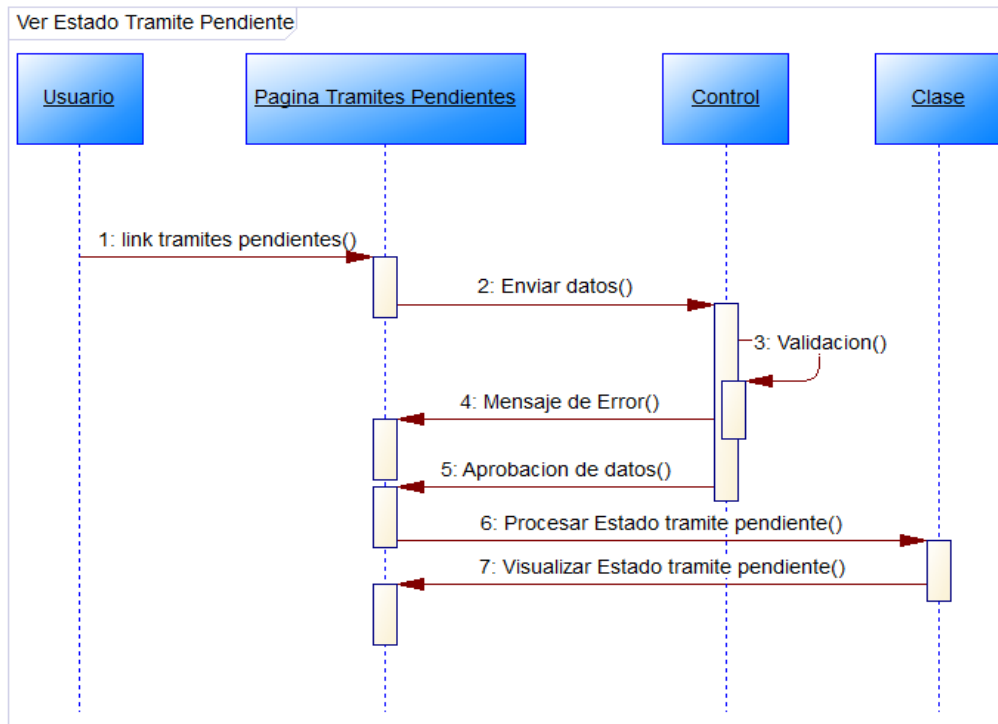 Ver Estado Tramite Pendiente
Usuario
Pagina Tramites Pendientes
Control
Clase
1: link tramites pendientes()
2: Enviar datos()
3: Validacion()
4: Mensaje de Error()
5: Aprobacion de datos()
6: Procesar Estado tramite pendiente()
7: Visualizar Estado tramite pendiente()